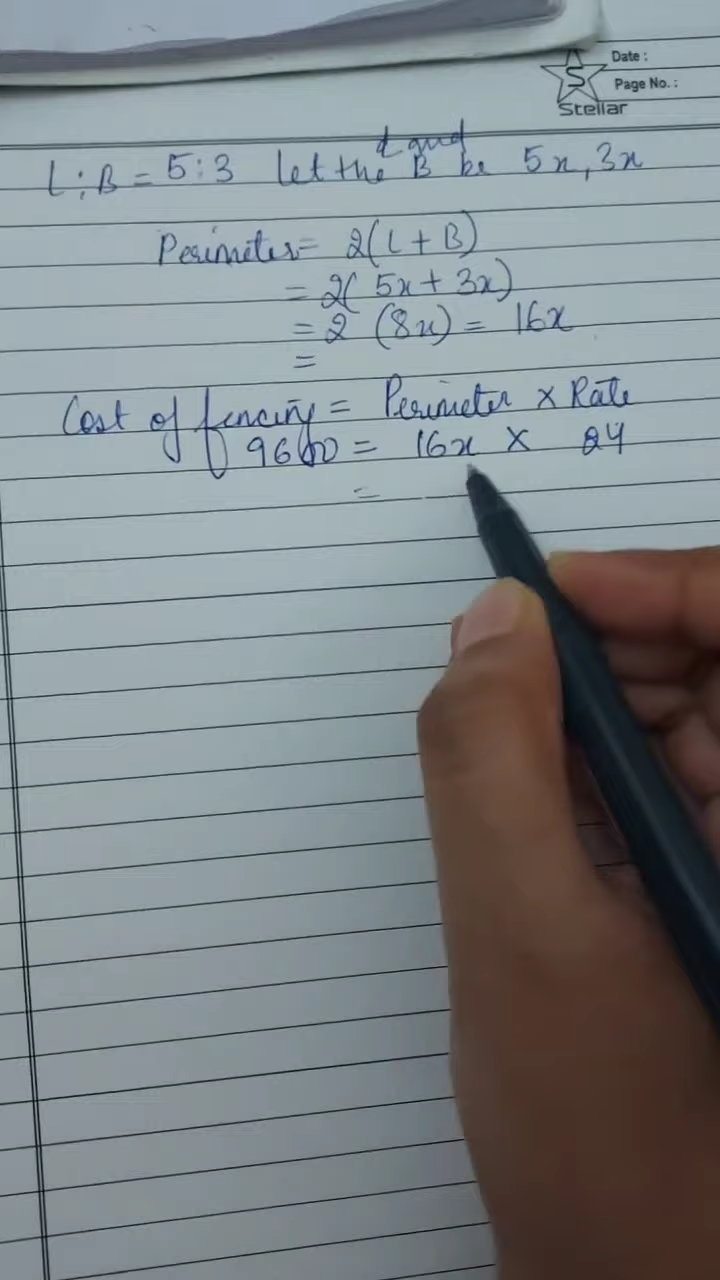 Date :
Page No. :
S
Stellar
L and
L : B = 5 : 3 let the B be 5x, 3x
Perimeter = 2(L + B)
= 2( 5x + 3x)
= 2 (8x) = 16x
=
Cost of fencing = Perimeter × Rate
9600 = 16x × 24
=